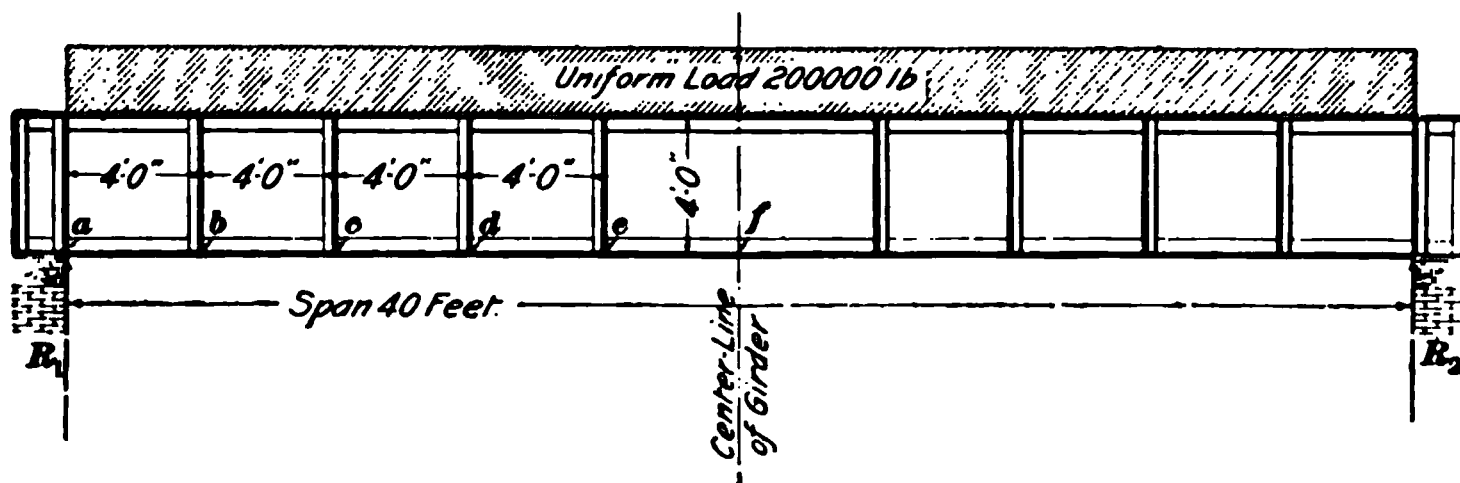 Uniform Load 200000 lb
4'-0" 4'-0" 4'-0" 4'-0" 4'-0"
a b c d e f
Span 40 Feet.
R1 R2
Center-Line
of Girder